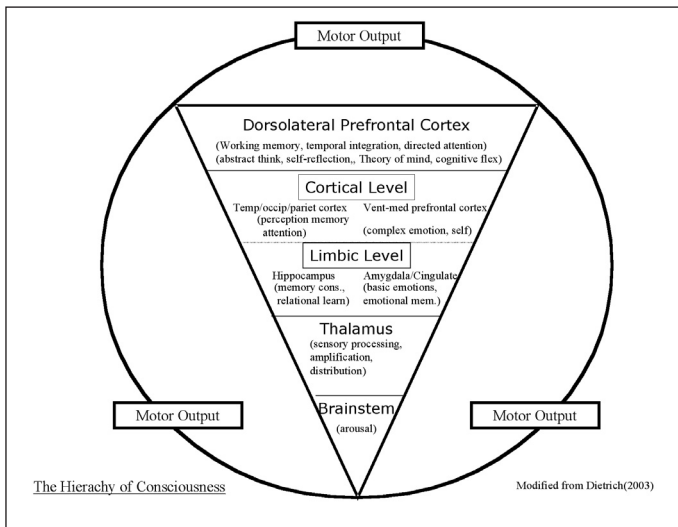 Motor Output
Dorsolateral Prefrontal Cortex
(Working memory, temporal integration, directed attention)
(abstract think, self-reflection,, Theory of mind, cognitive flex)
Cortical Level
Temp/occip/pariet cortex
(perception memory
attention)
Vent-med prefrontal cortex
(complex emotion, self)
Limbic Level
Hippocampus
(memory cons.,
relational learn)
Amygdala/Cingulate
(basic emotions,
emotional mem.)
Thalamus
(sensory processing,
amplification,
distribution)
Brainstem
(arousal)
Motor Output
Motor Output
The Hierachy of Consciousness
Modified from Dietrich(2003)